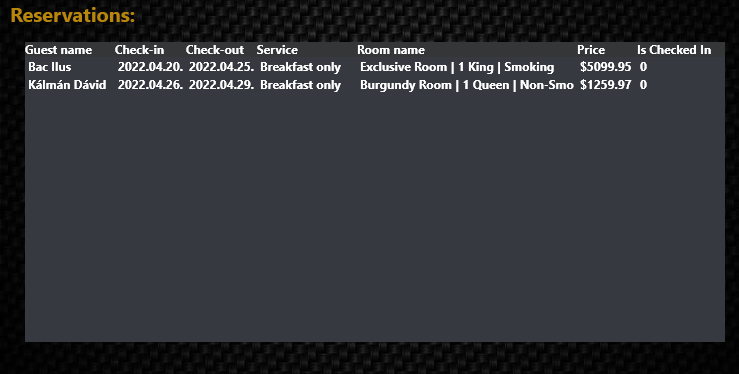 Reservations:
Guest name Check-in Check-out Service Room name Price Is Checked In
Bac Ilus 2022.04.20. 2022.04.25. Breakfast only Exclusive Room | 1 King | Smoking $5099.95 0
Kálmán Dávid 2022.04.26. 2022.04.29. Breakfast only Burgundy Room | 1 Queen | Non-Smo $1259.97 0